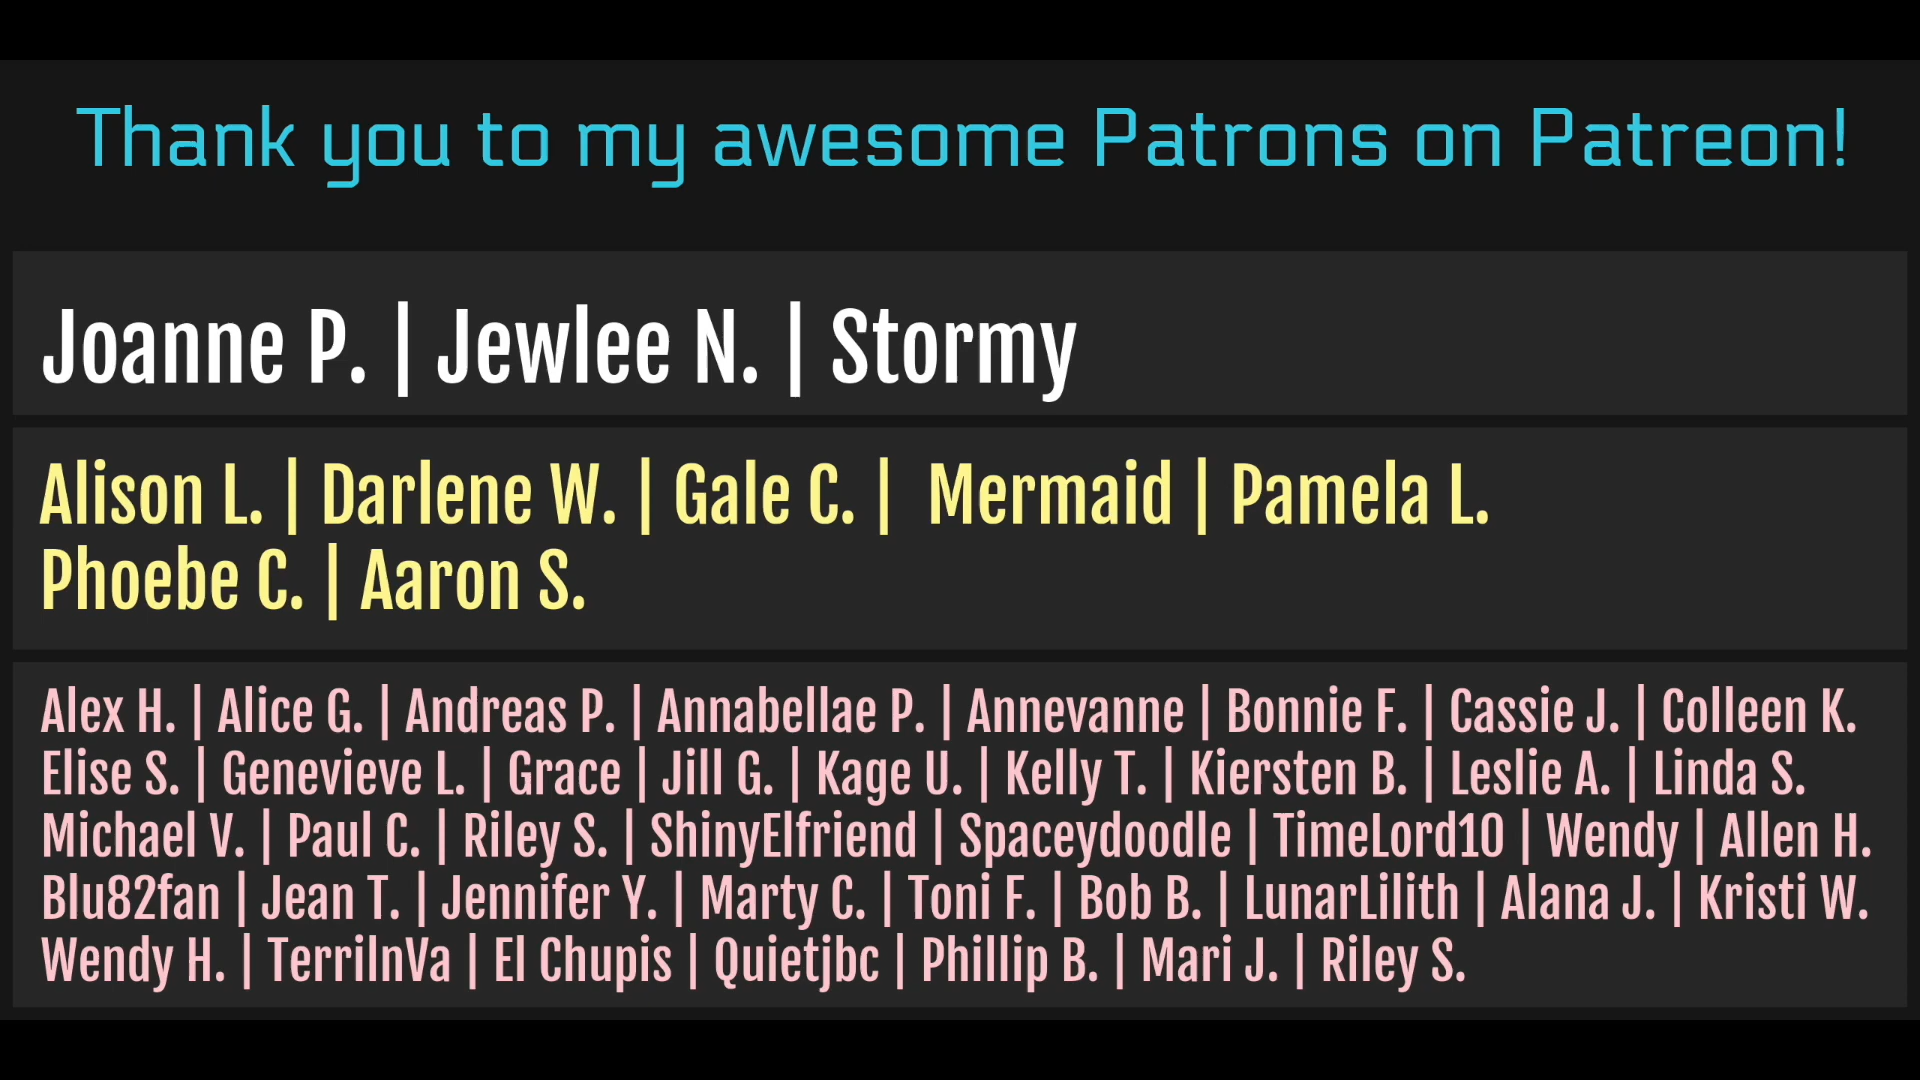 Thank you to my awesome Patrons on Patreon!
Joanne P. | Jewlee N. | Stormy
Alison L. | Darlene W. | Gale C. |  Mermaid | Pamela L.
Phoebe C. | Aaron S.
Alex H. | Alice G. | Andreas P. | Annabellae P. | Annevanne | Bonnie F. | Cassie J. | Colleen K.
Elise S. | Genevieve L. | Grace | Jill G. | Kage U. | Kelly T. | Kiersten B. | Leslie A. | Linda S.
Michael V. | Paul C. | Riley S. | ShinyElfriend | Spaceydoodle | TimeLord10 | Wendy | Allen H.
Blu82fan | Jean T. | Jennifer Y. | Marty C. | Toni F. | Bob B. | LunarLilith | Alana J. | Kristi W.
Wendy H. | TerriInVa | El Chupis | Quietjbc | Phillip B. | Mari J. | Riley S.